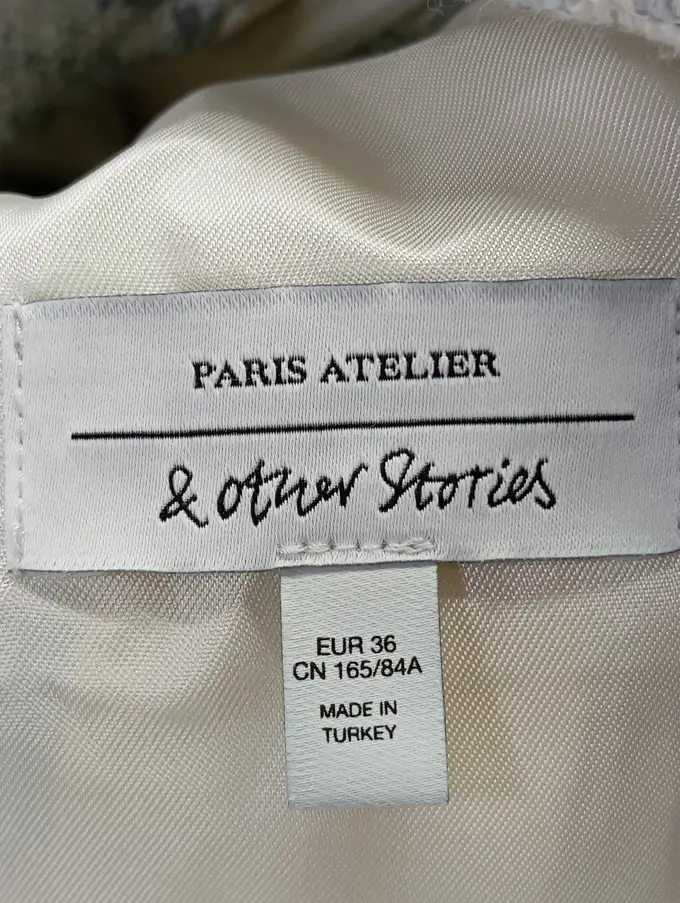 PARIS ATELIER
& other Stories
EUR 36
CN 165/84A
MADE IN
TURKEY